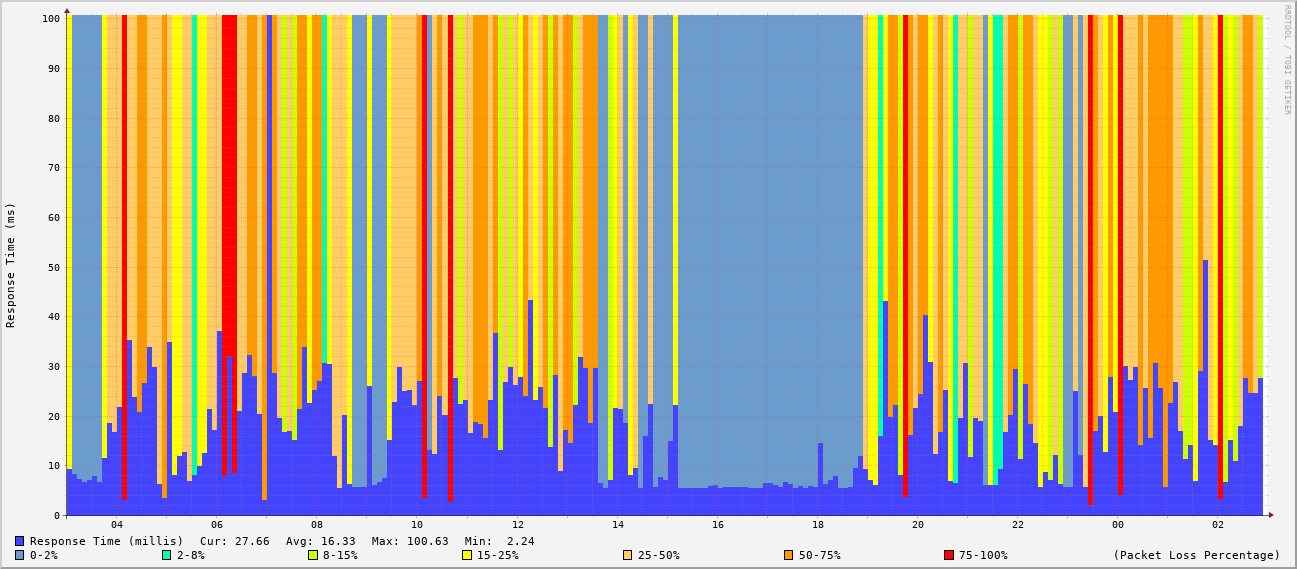 RRDTOOL / TOBI OETIKER
Response Time (ms)
100
90
80
70
60
50
40
30
20
10
0
04 06 08 10 12 14 16 18 20 22 00 02
Response Time (millis) Cur: 27.66 Avg: 16.33 Max: 100.63 Min: 2.24
0-2% 2-8% 8-15% 15-25% 25-50% 50-75% 75-100% (Packet Loss Percentage)